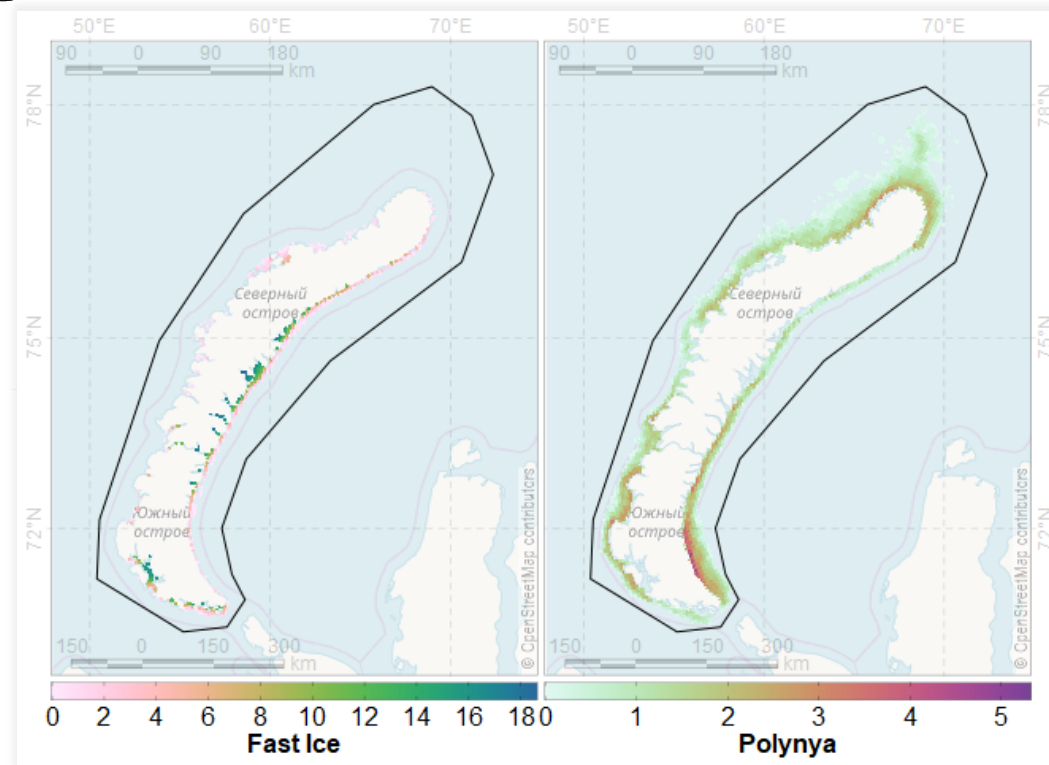 50°E 60°E 70°E
50°E 60°E 70°E
90 0 90 180
km
90 0 90 180
km
78°N
75°N
72°N
78°N
75°N
72°N
Северный
остров
Южный
остров
Северный
остров
Южный
остров
© OpenStreetMap contributors
© OpenStreetMap contributors
150 0 150 300
km
150 0 150 300
km
0 2 4 6 8 10 12 14 16 18
Fast Ice
0 1 2 3 4 5
Polynya